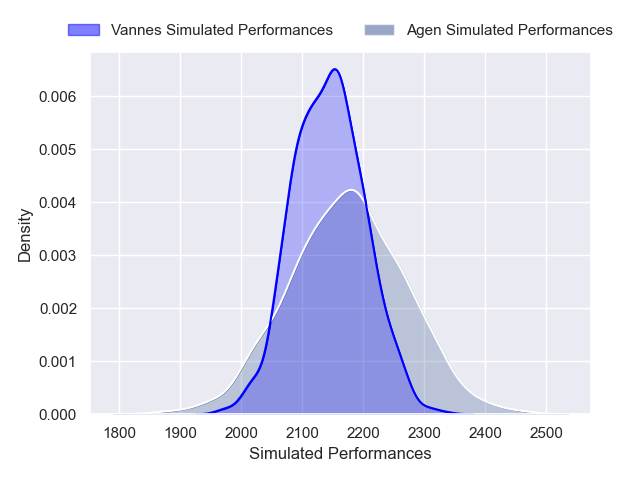 Vannes Simulated Performances Agen Simulated Performances
0.006
0.005
0.004
0.003
0.002
0.001
0.000
Density
1800 1900 2000 2100 2200 2300 2400 2500
Simulated Performances